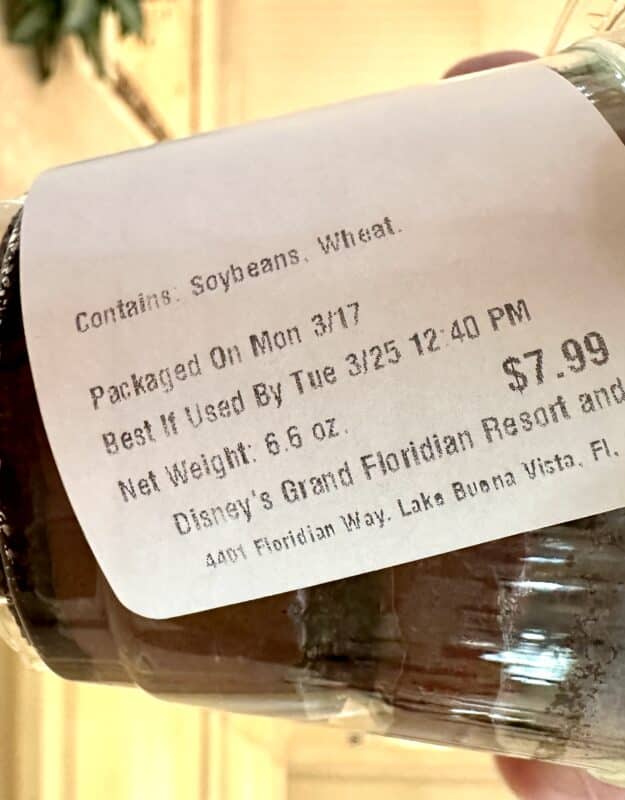 Contains: Soybeans, Wheat.
Packaged On Mon 3/17
Best If Used By Tue 3/25 12:40 PM
$7.99
Net Weight: 6.6 oz.
Disney's Grand Floridian Resort and
4401 Floridian Way. Lake Buena Vista, Fl.